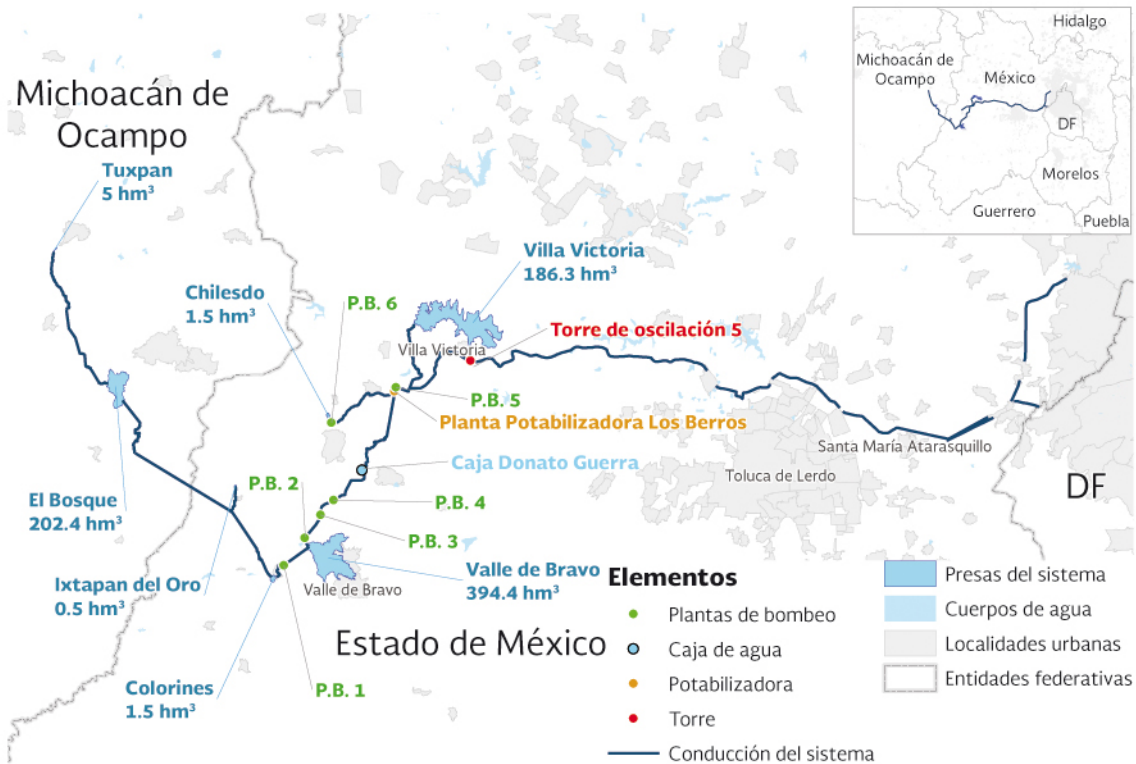 Michoacán de
Ocampo
Tuxpan
5 hm³
Chilesdo
1.5 hm³
P.B. 6
Villa Victoria
186.3 hm³
Villa Victoria
Torre de oscilación 5
P.B. 5
Planta Potabilizadora Los Berros
Caja Donato Guerra
P.B. 2
P.B. 4
P.B. 3
El Bosque
202.4 hm³
Ixtapan del Oro
0.5 hm³
Valle de Bravo
394.4 hm³
Valle de Bravo
Colorines
1.5 hm³
P.B. 1
Estado de México
Santa María Atarasquillo
Toluca de Lerdo
DF
Hidalgo
Michoacán de
Ocampo
México
DF
Morelos
Guerrero
Puebla
Elementos
Plantas de bombeo
Caja de agua
Potabilizadora
Torre
Conducción del sistema
Presas del sistema
Cuerpos de agua
Localidades urbanas
Entidades federativas